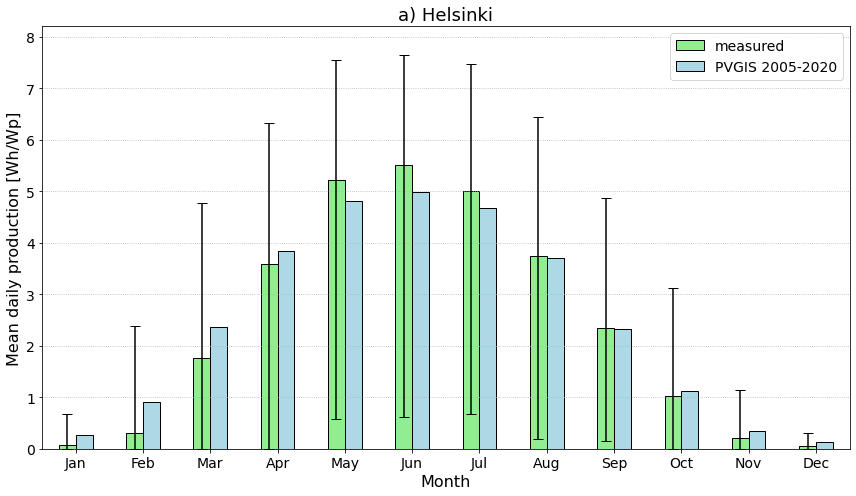 a) Helsinki
measured
PVGIS 2005-2020
Mean daily production [Wh/Wp]
8
7
6
5
4
3
2
1
0
Jan Feb Mar Apr May Jun Jul Aug Sep Oct Nov Dec
Month